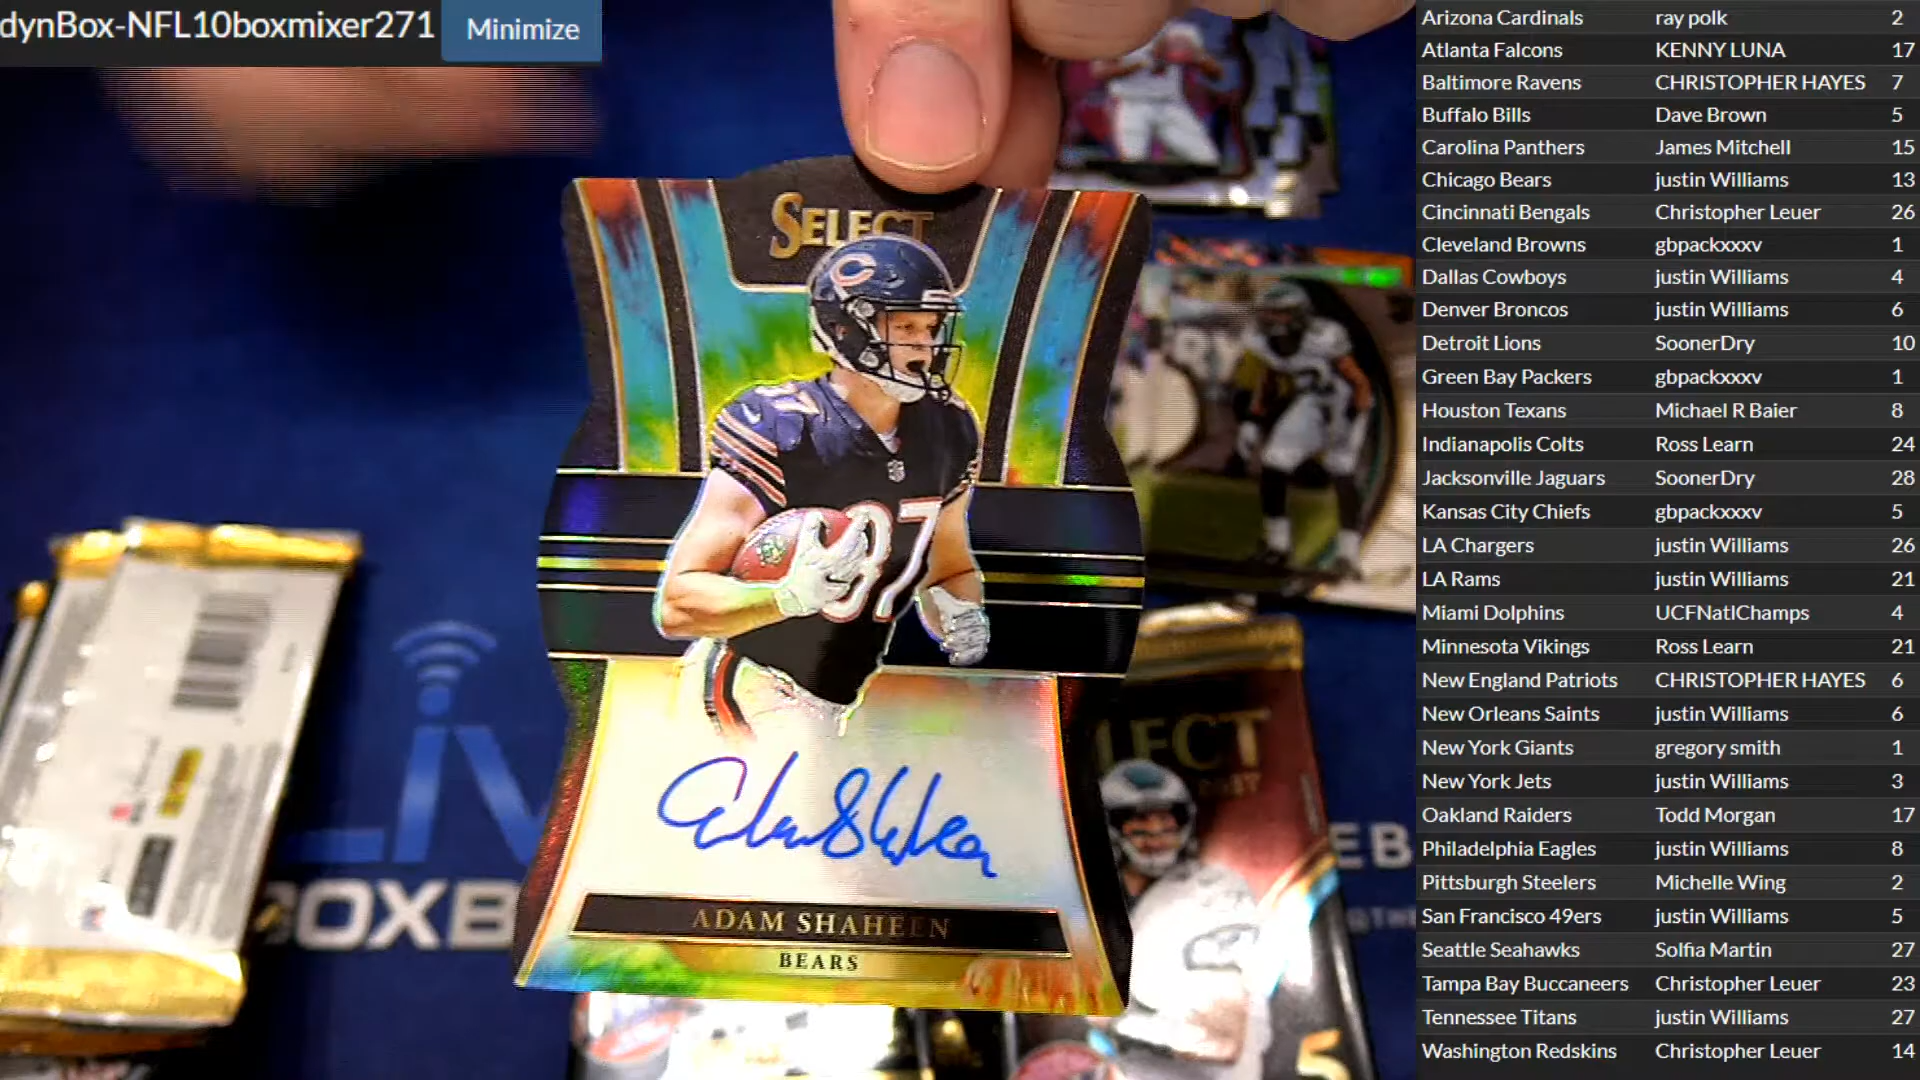 dynBox-NFL10boxmixer271
Minimize
Arizona Cardinals ray polk 2
Atlanta Falcons KENNY LUNA 17
Baltimore Ravens CHRISTOPHER HAYES 7
Buffalo Bills Dave Brown 5
Carolina Panthers James Mitchell 15
Chicago Bears justin Williams 13
Cincinnati Bengals Christopher Leuer 26
Cleveland Browns gbpackxxxv 1
Dallas Cowboys justin Williams 4
Denver Broncos justin Williams 6
Detroit Lions SoonerDry 10
Green Bay Packers gbpackxxxv 1
Houston Texans Michael R Baier 8
Indianapolis Colts Ross Learn 24
Jacksonville Jaguars SoonerDry 28
Kansas City Chiefs gbpackxxxv 5
LA Chargers justin Williams 26
LA Rams justin Williams 21
Miami Dolphins UCFNatlChamps 4
Minnesota Vikings Ross Learn 21
New England Patriots CHRISTOPHER HAYES 6
New Orleans Saints justin Williams 6
New York Giants gregory smith 1
New York Jets justin Williams 3
Oakland Raiders Todd Morgan 17
Philadelphia Eagles justin Williams 8
Pittsburgh Steelers Michelle Wing 2
San Francisco 49ers justin Williams 5
Seattle Seahawks Solfia Martin 27
Tampa Bay Buccaneers Christopher Leuer 23
Tennessee Titans justin Williams 27
Washington Redskins Christopher Leuer 14
SELECT
C
87
Adam Shaheen
ADAM SHAHEEN
BEARS
LECT
LIV
BOXB
EB
5